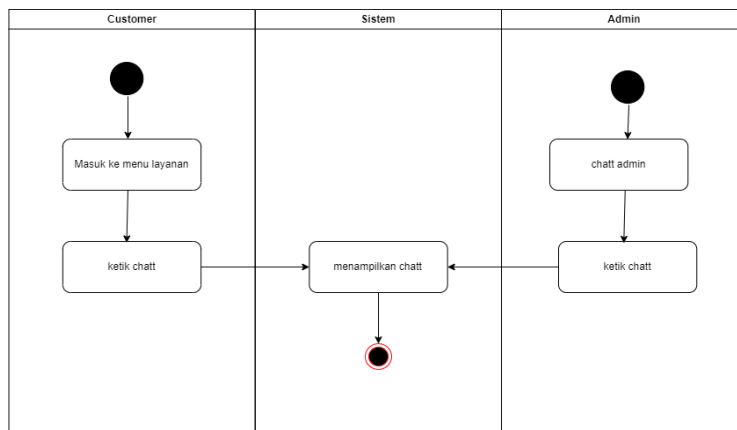 Customer
Sistem
Admin
Masuk ke menu layanan
chatt admin
ketik chatt
menampilkan chatt
ketik chatt